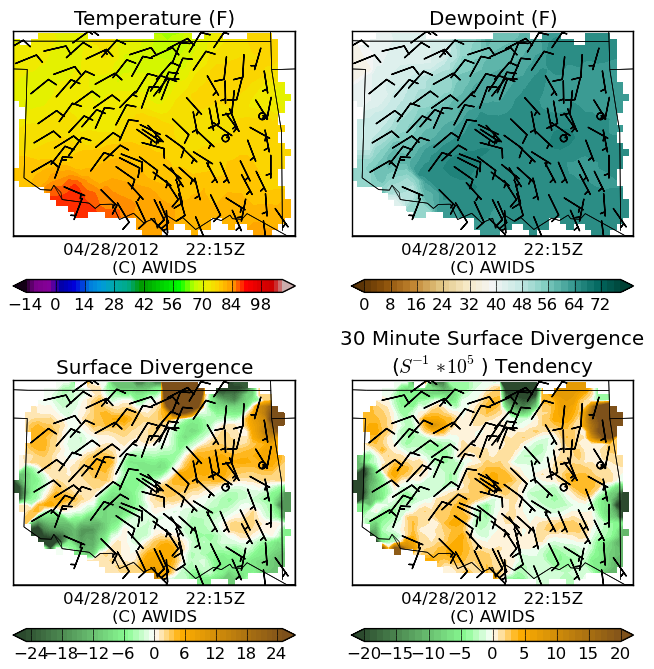 Temperature (F)
Dewpoint (F)
04/28/2012 22:15Z
(C) AWIDS
04/28/2012 22:15Z
(C) AWIDS
−14 0 14 28 42 56 70 84 98
0 8 16 24 32 40 48 56 64 72
Surface Divergence
30 Minute Surface Divergence
(S⁻¹ ∗10⁵ ) Tendency
04/28/2012 22:15Z
(C) AWIDS
04/28/2012 22:15Z
(C) AWIDS
−24 −18 −12 −6 0 6 12 18 24
−20 −15 −10 −5 0 5 10 15 20